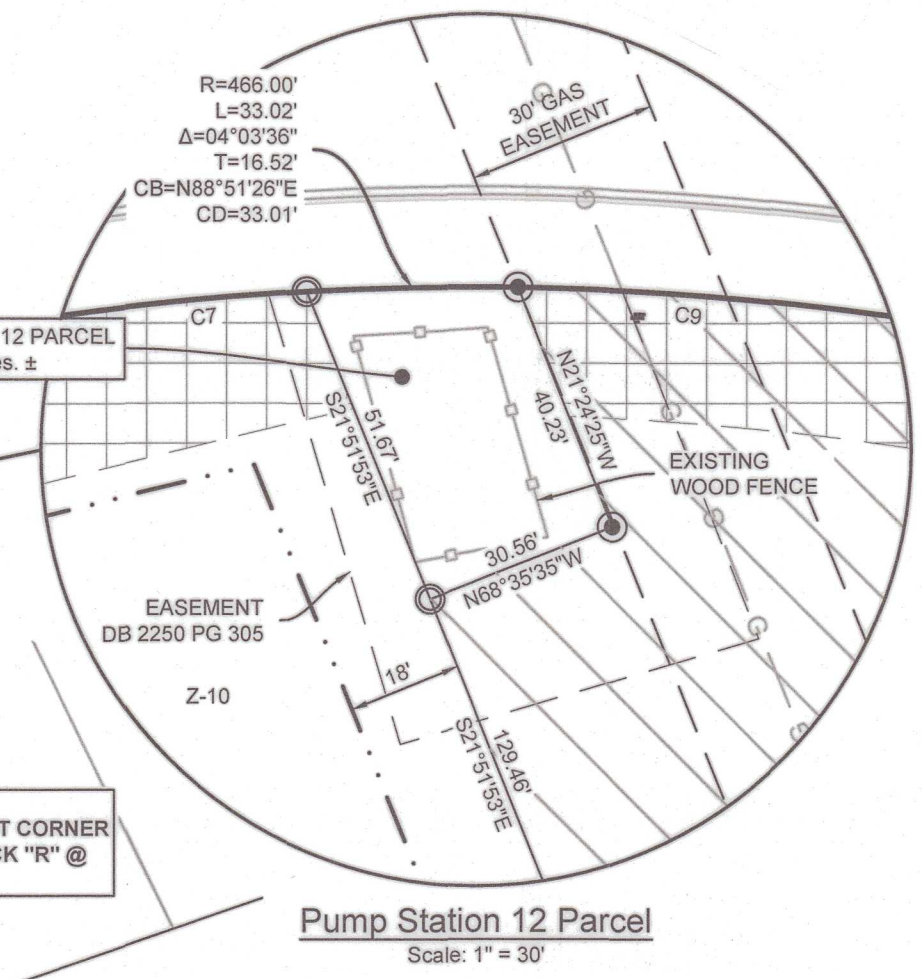 R=466.00'
L=33.02'
Δ=04°03'36"
T=16.52'
CB=N88°51'26"E
CD=33.01'
30' GAS
EASEMENT
12 PARCEL
es. ±
C7
C9
G
G
G
G
G
G
51.67'
S21°51'53"E
N21°24'25"W
40.23'
EXISTING
WOOD FENCE
30.56'
N68°35'35"W
EASEMENT
DB 2250 PG 305
Z-10
18'
129.46'
S21°51'53"E
T CORNER
CK "R" @
Pump Station 12 Parcel
Scale: 1" = 30'